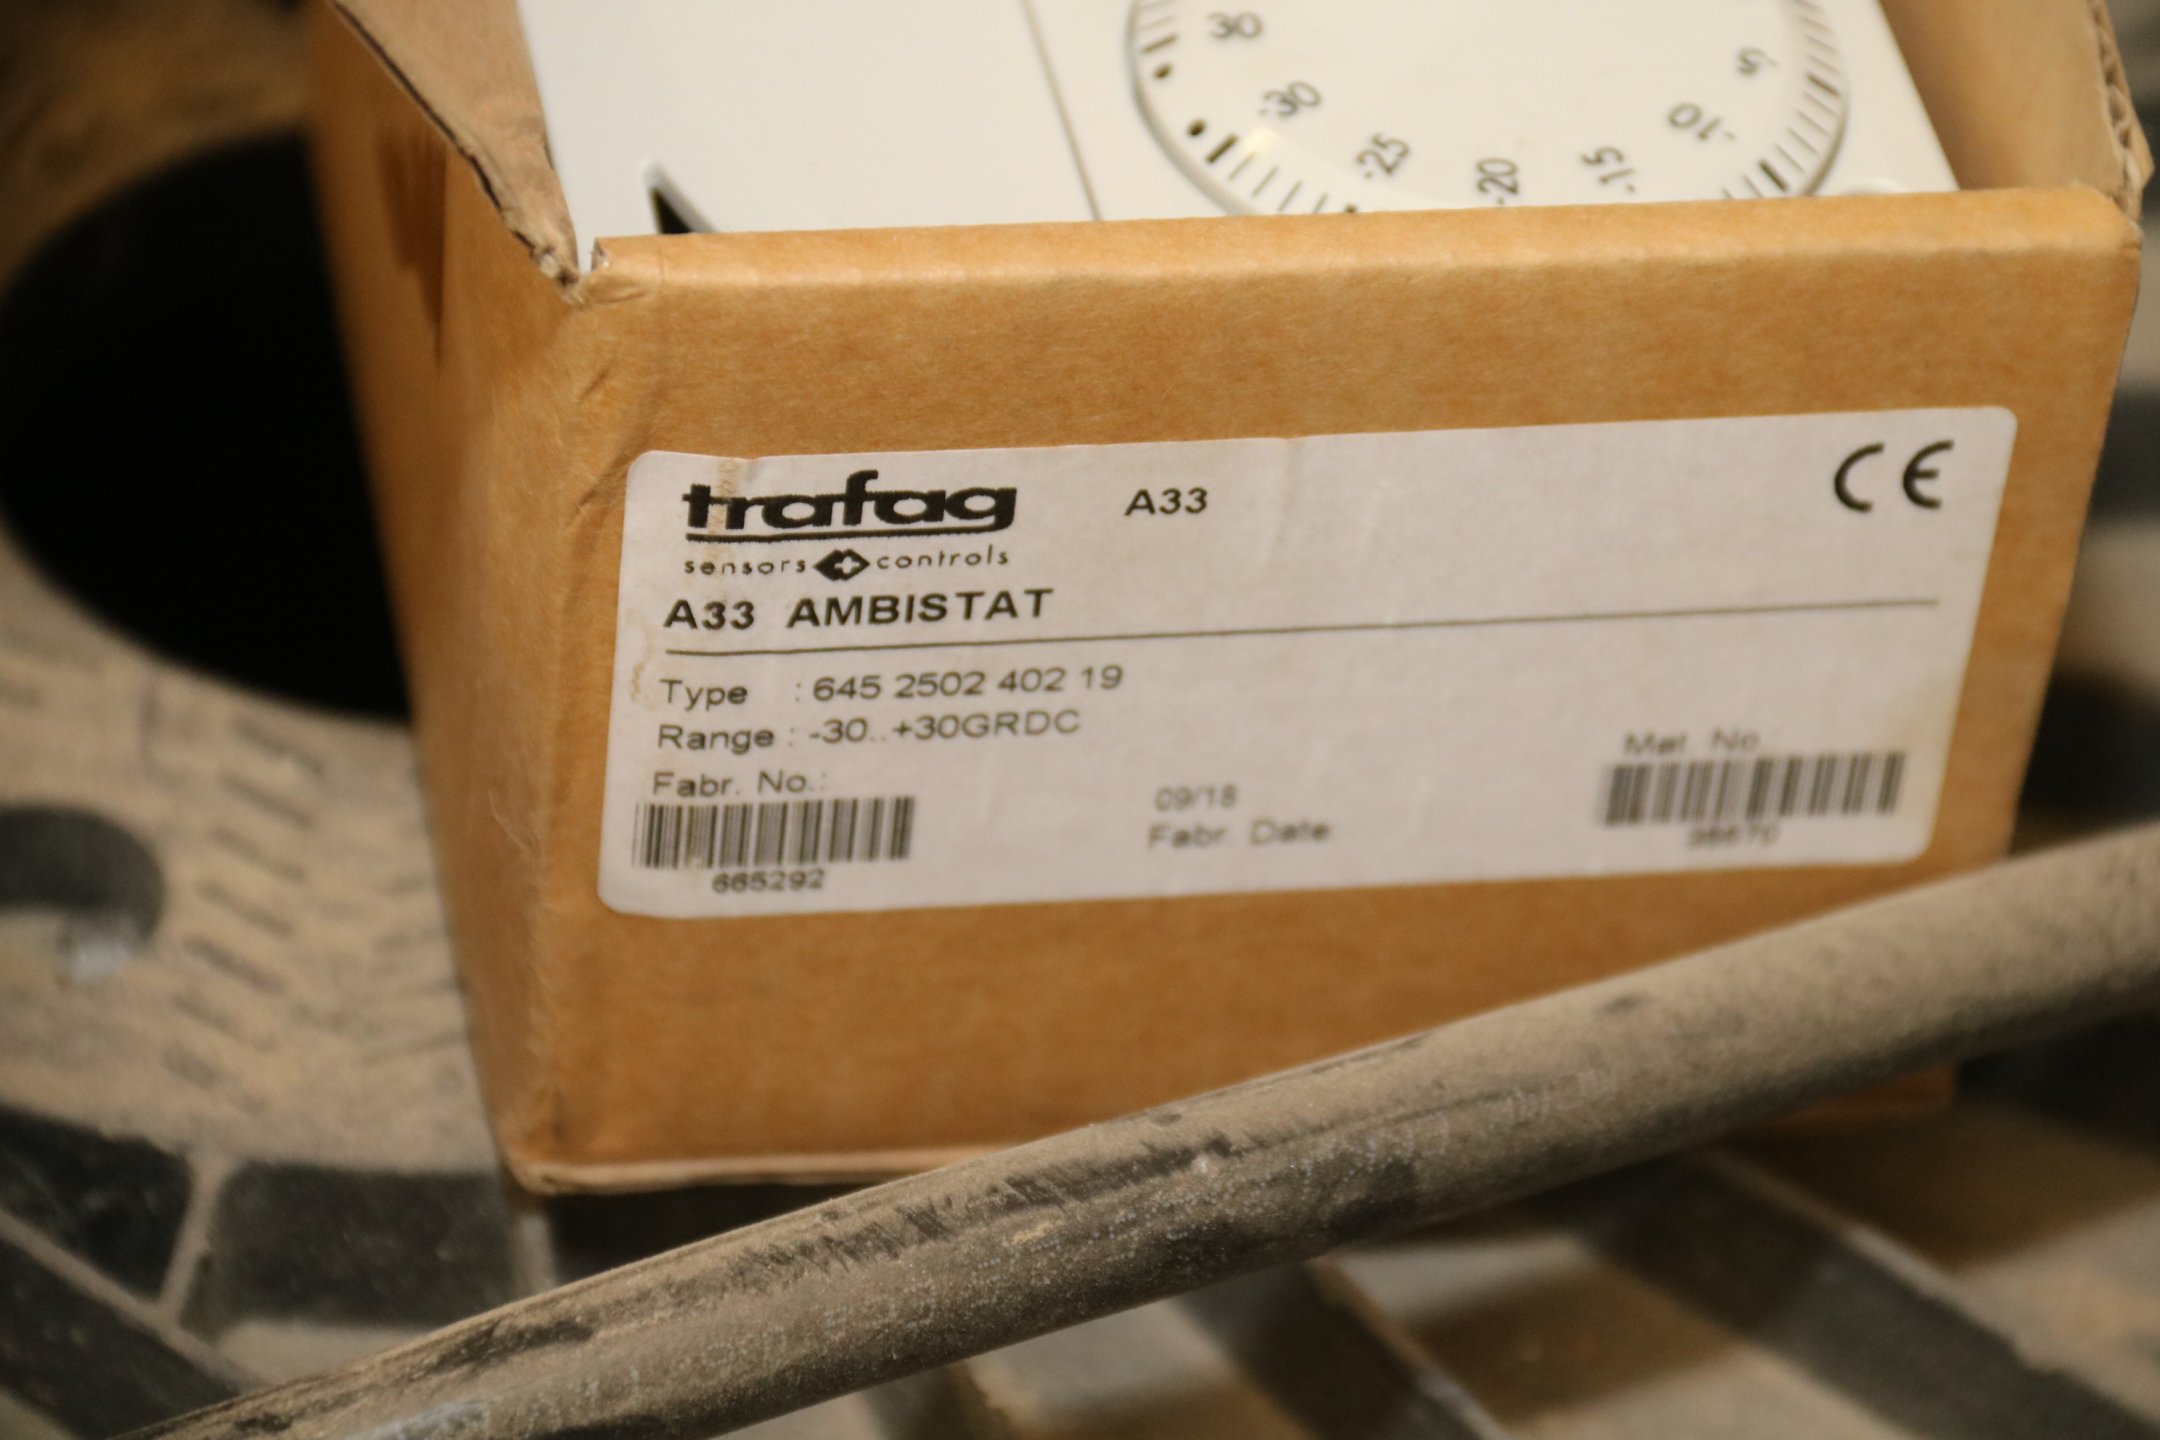 30
-30
-25
-20
-15
-10
-5
trafag
A33
CE
sensors controls
A33 AMBISTAT
Type : 645 2502 402 19
Range : -30..+30GRDC
Fabr. No.:
Mat. No.:
09/18
Fabr. Date:
665292